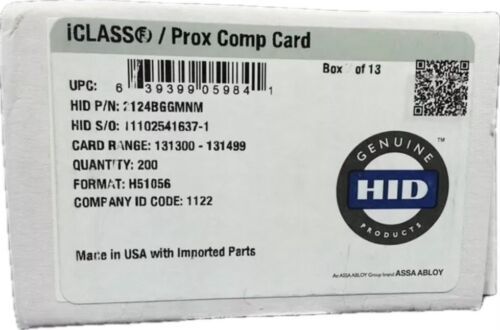 iCLASS® / Prox Comp Card
Box of 13
UPC: 6 39399 05984 1
HID P/N: 2124BGGMNM
HID S/O: 11102541637-1
CARD RANGE: 131300 - 131499
QUANTITY: 200
FORMAT: H51056
COMPANY ID CODE: 1122
GENUINE
HID
PRODUCTS
™
Made in USA with Imported Parts
An ASSA ABLOY Group brand ASSA ABLOY